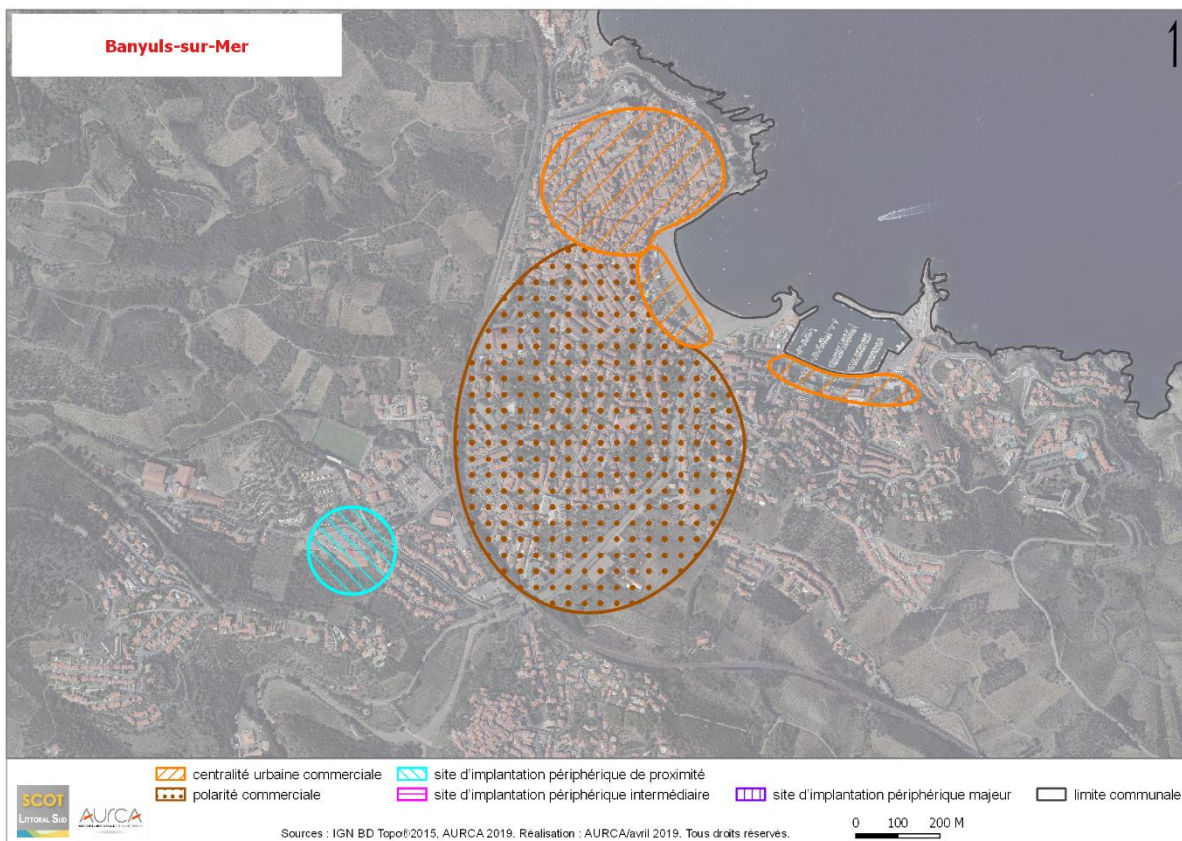 Banyuls-sur-Mer
centralité urbaine commerciale
site d'implantation périphérique de proximité
polarité commerciale
site d'implantation périphérique intermédiaire
site d'implantation périphérique majeur
limite communale
SCOT
LITTORAL SUD
AURCA
Sources : IGN BD Topo®2015, AURCA 2019. Réalisation : AURCA/avril 2019. Tous droits réservés.
0 100 200 M